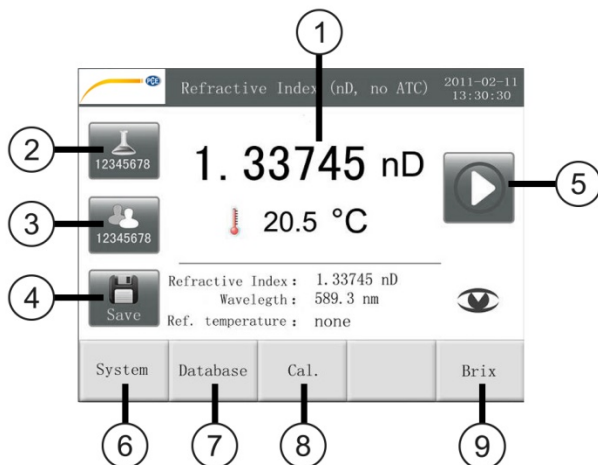 1
PCE
Refractive Index (nD, no ATC)
2011-02-11
13:30:30
2
12345678
1.33745 nD
5
3
12345678
20.5 °C
4
Save
Refractive Index: 1.33745 nD
Wavelegth: 589.3 nm
Ref. temperature: none
System
Database
Cal.
Brix
6
7
8
9